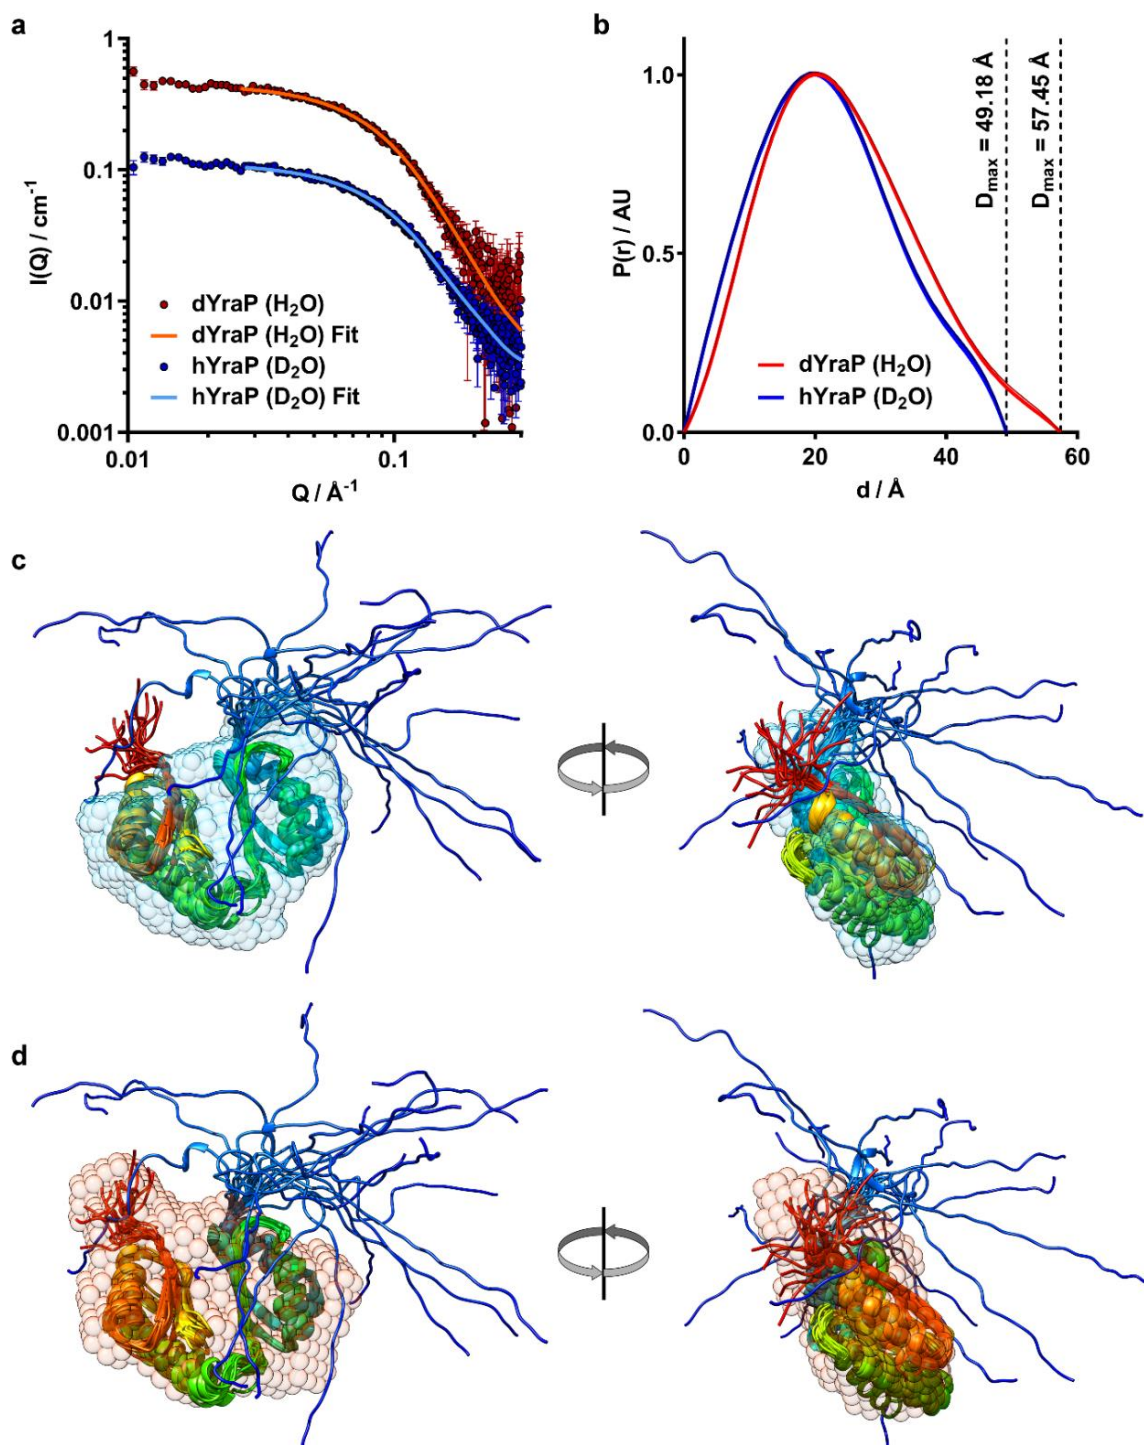 a
1
0.1
0.01
0.001
I(Q) / cm⁻¹
dYraP (H₂O)
dYraP (H₂O) Fit
hYraP (D₂O)
hYraP (D₂O) Fit
0.01
0.1
Q / Å⁻¹
b
1.0
0.5
0.0
P(r) / AU
D_max = 49.18 Å
D_max = 57.45 Å
dYraP (H₂O)
hYraP (D₂O)
0
20
40
60
d / Å
c
d